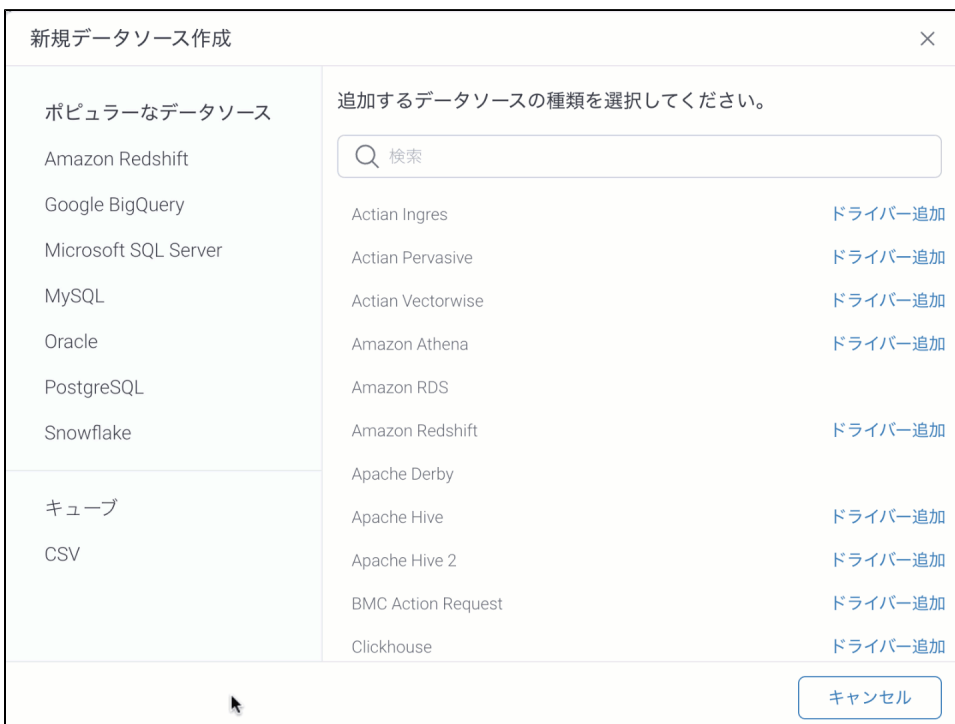 新規データソース作成
ポピュラーなデータソース
Amazon Redshift
Google BigQuery
Microsoft SQL Server
MySQL
Oracle
PostgreSQL
Snowflake
キューブ
CSV
追加するデータソースの種類を選択してください。
検索
Actian Ingres ドライバー追加
Actian Pervasive ドライバー追加
Actian Vectorwise ドライバー追加
Amazon Athena ドライバー追加
Amazon RDS
Amazon Redshift ドライバー追加
Apache Derby
Apache Hive ドライバー追加
Apache Hive 2 ドライバー追加
BMC Action Request ドライバー追加
Clickhouse ドライバー追加
キャンセル